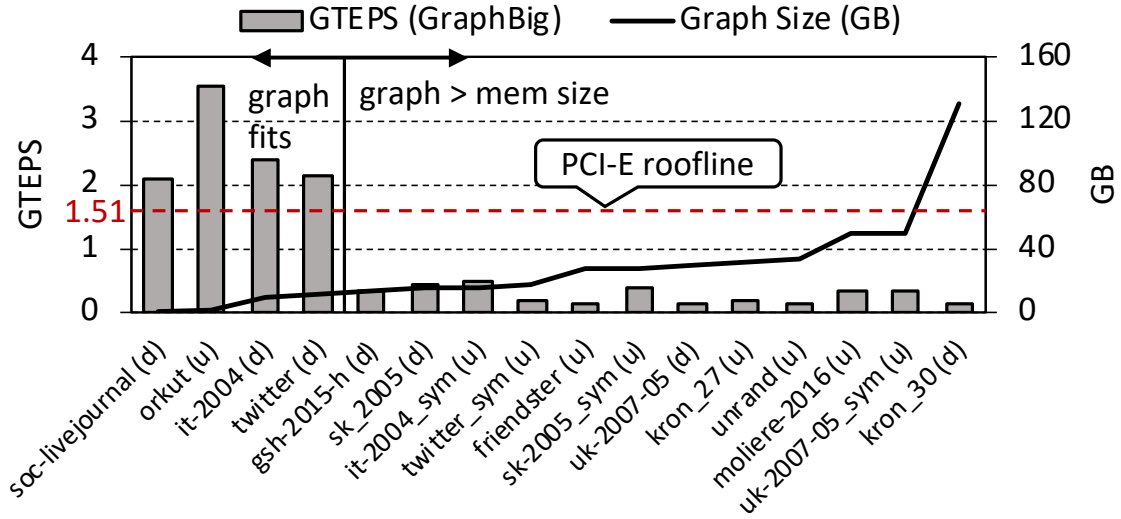 GTEPS (GraphBig) Graph Size (GB)
4 160
graph graph > mem size
fits
3 120
PCI-E roofline
2 80
1.51
1 40
0 0
GTEPS
GB
soc-livejournal (d)
orkut (u)
it-2004 (d)
twitter (d)
gsh-2015-h (d)
sk_2005 (d)
it-2004_sym (u)
twitter_sym (u)
friendster (u)
sk-2005_sym (u)
uk-2007-05 (d)
kron_27 (u)
unrand (u)
moliere-2016 (u)
uk-2007-05_sym (u)
kron_30 (d)